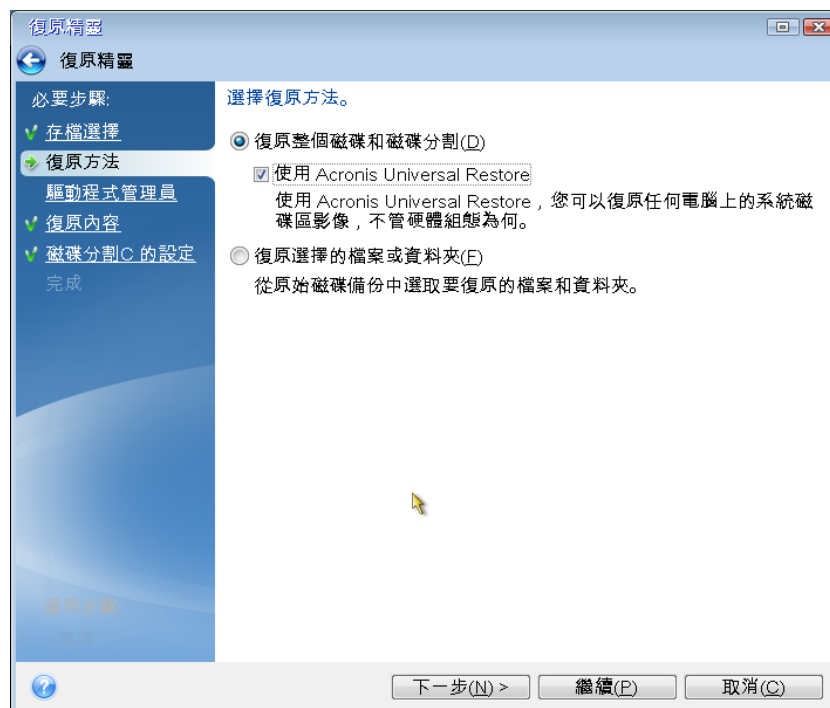 復原精靈
復原精靈
必要步驟:
存檔選擇
復原方法
驅動程式管理員
復原內容
磁碟分割C 的設定
完成
選擇復原方法。
復原整個磁碟和磁碟分割(D)
使用 Acronis Universal Restore
使用 Acronis Universal Restore，您可以復原任何電腦上的系統磁
碟區影像，不管硬體組態為何。
復原選擇的檔案或資料夾(F)
從原始磁碟備份中選取要復原的檔案和資料夾。
選用步驟:
選項
下一步(N) >
繼續(P)
取消(C)